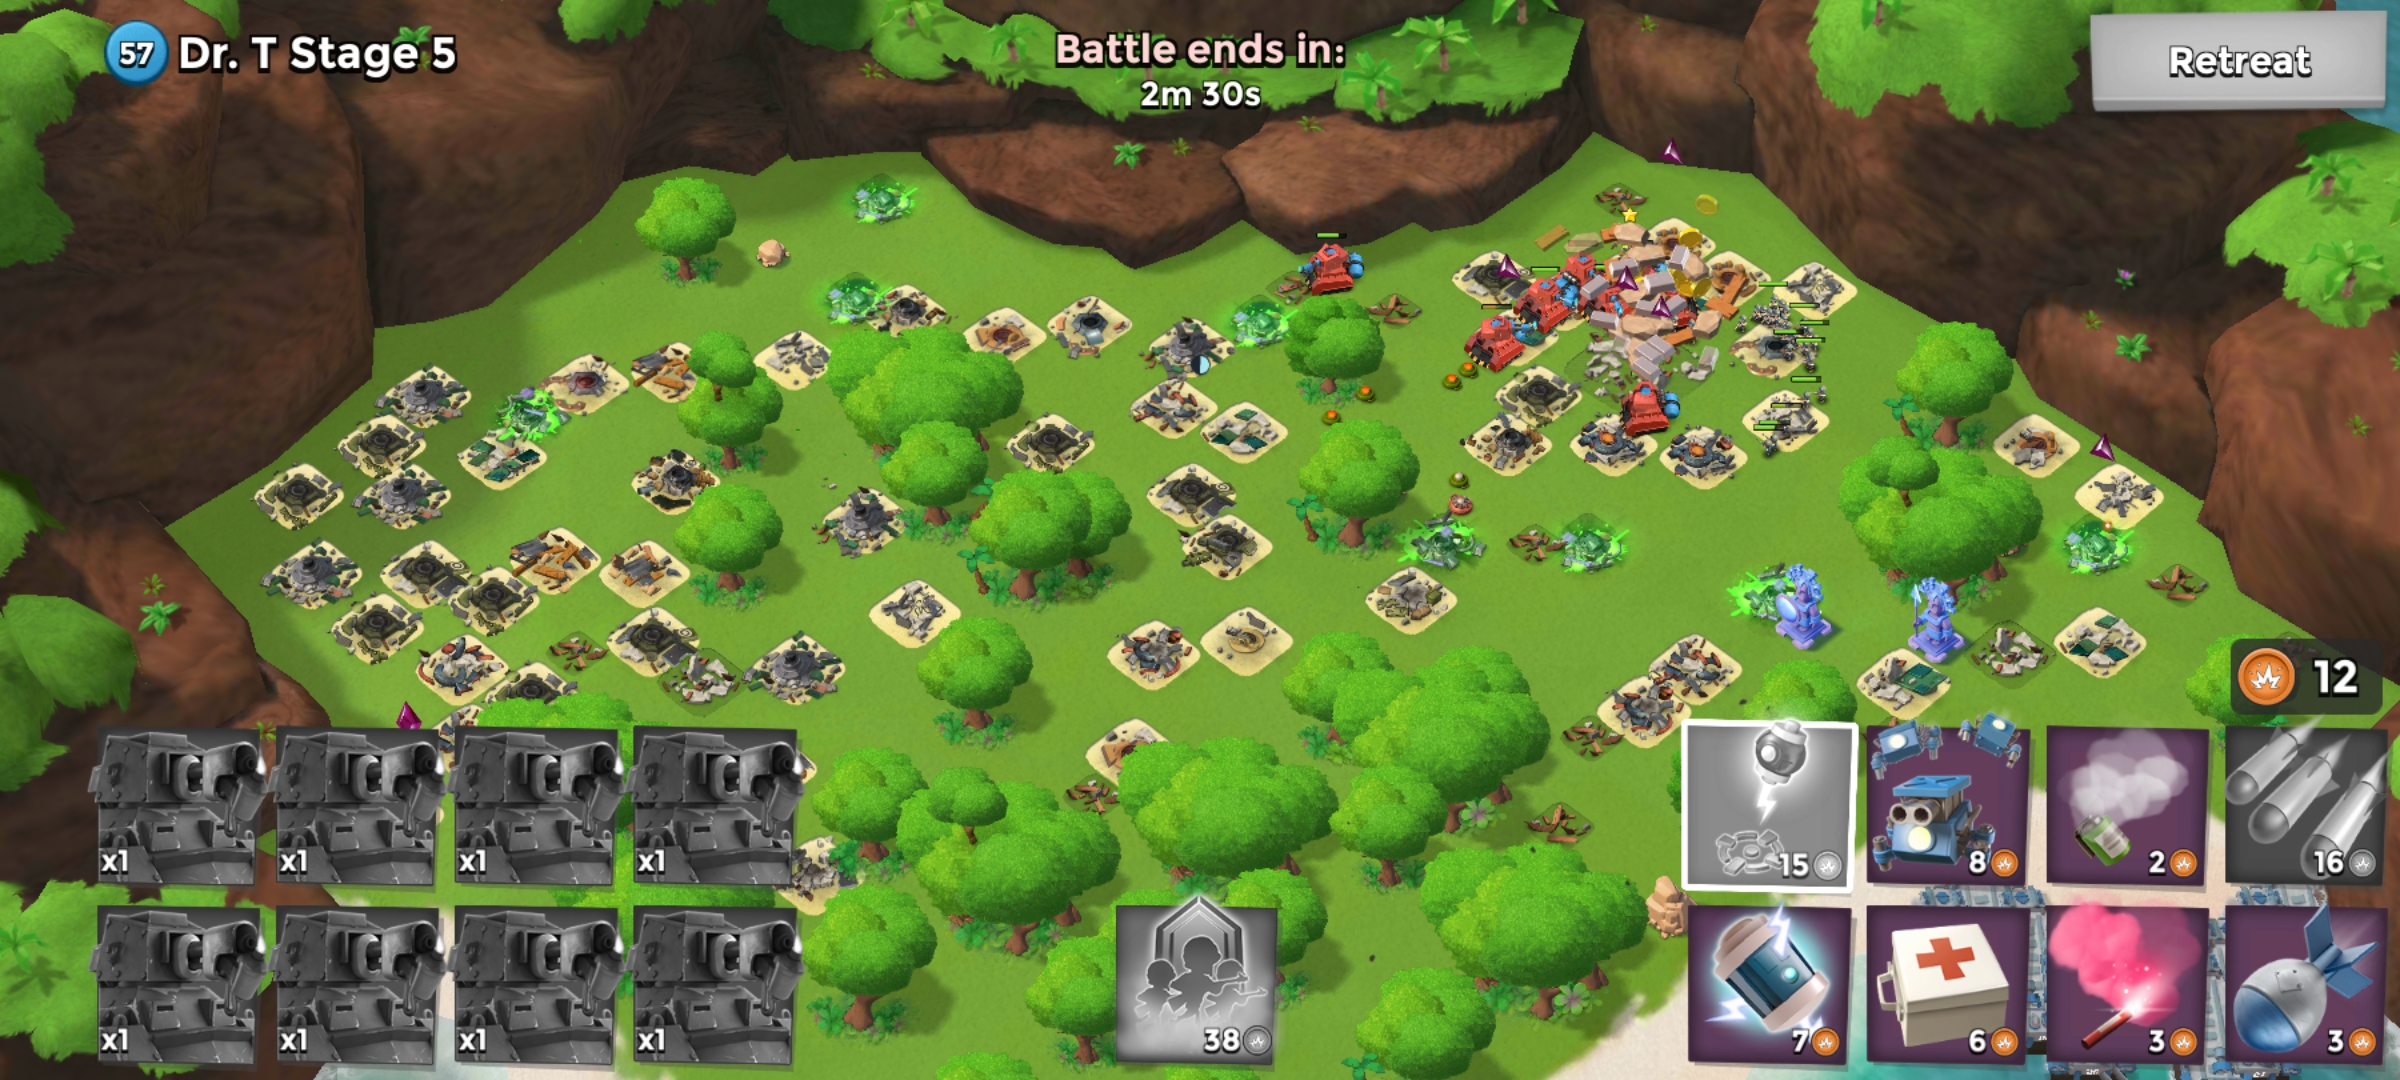 57 Dr. T Stage 5
Battle ends in:
2m 30s
Retreat
12
x1
x1
x1
x1
15
8
2
16
x1
x1
x1
x1
38
7
6
3
3